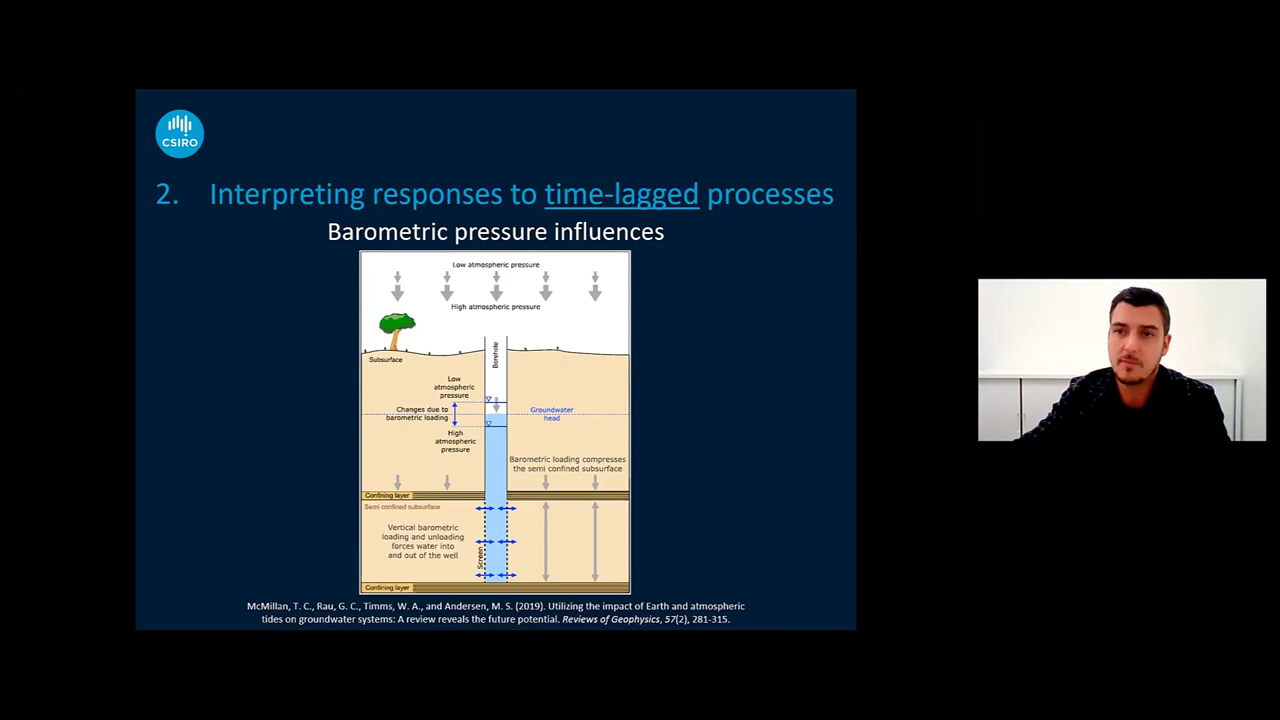 CSIRO
2. Interpreting responses to time-lagged processes
Barometric pressure influences
Low atmospheric pressure
High atmospheric pressure
Subsurface
Borehole
Low
atmospheric
pressure
Changes due to
barometric loading
Groundwater
head
High
atmospheric
pressure
Barometric loading compresses
the semi confined subsurface
Confining layer
Semi confined subsurface
Vertical barometric
loading and unloading
forces water into
and out of the well
Screen
Confining layer
McMillan, T. C., Rau, G. C., Timms, W. A., and Andersen, M. S. (2019). Utilizing the impact of Earth and atmospheric
tides on groundwater systems: A review reveals the future potential. Reviews of Geophysics, 57(2), 281-315.